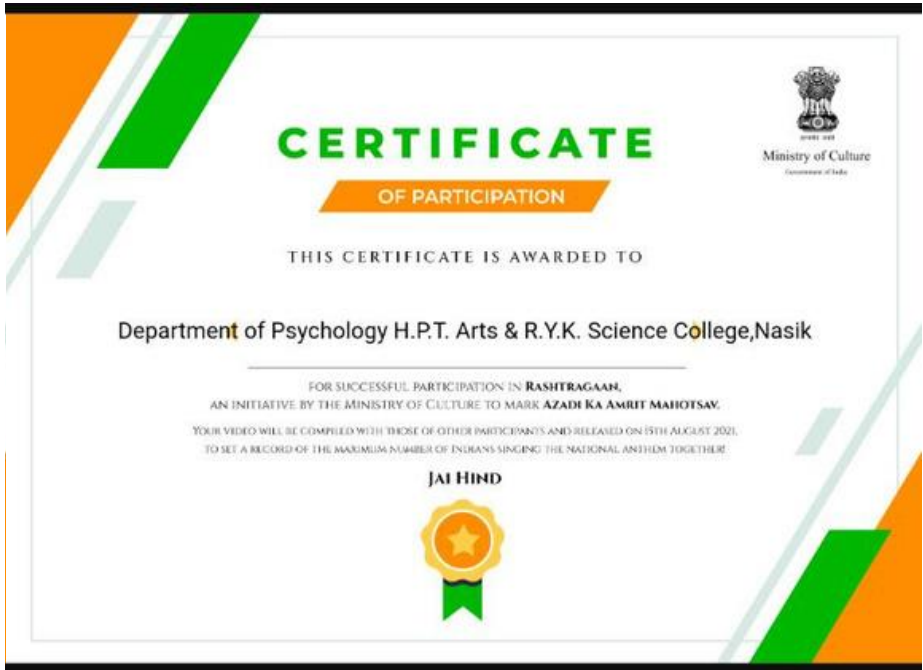 CERTIFICATE
OF PARTICIPATION
Ministry of Culture
Government of India
THIS CERTIFICATE IS AWARDED TO
Department of Psychology H.P.T. Arts & R.Y.K. Science College,Nasik
FOR SUCCESSFUL PARTICIPATION IN RASHTRAGAAN,
AN INITIATIVE BY THE MINISTRY OF CULTURE TO MARK AZADI KA AMRIT MAHOTSAV.
YOUR VIDEO WILL BE COMPILED WITH THOSE OF OTHER PARTICIPANTS AND RELEASED ON 15TH AUGUST 2021,
TO SET A RECORD OF THE MAXIMUM NUMBER OF INDIANS SINGING THE NATIONAL ANTHEM TOGETHER!
JAI HIND